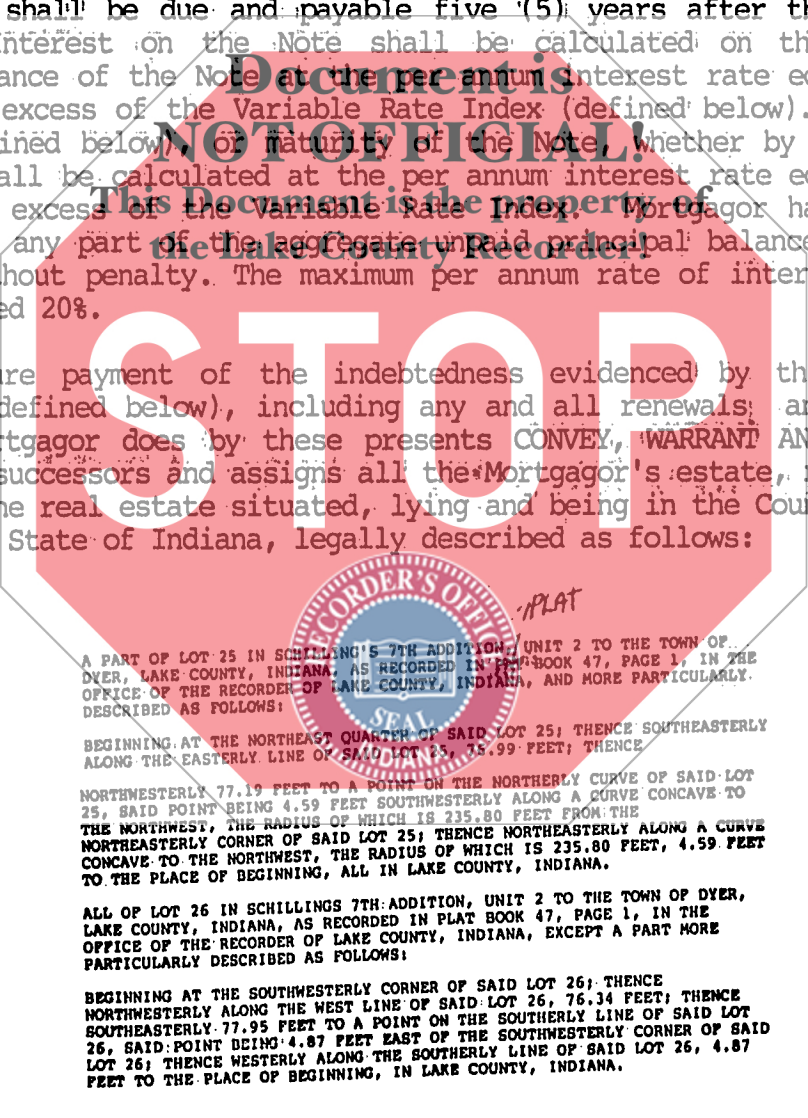 shall be due and payable five (5) years after th
nterest on the Note shall be calculated on th
ance of the Note at the per annum interest rate e
excess of the Variable Rate Index (defined below).
ined below), or maturity of the Note, whether by
all be calculated at the per annum interest rate e
excess of the Variable Rate Index. Mortgagor ha
any part of the aggregate unpaid principal balance
hout penalty. The maximum per annum rate of inter
ed 20%.
Document is
NOT OFFICIAL!
This Document is the property of
the Lake County Recorder!
STOP
ure payment of the indebtedness evidenced by th
defined below), including any and all renewals, a
rtgagor does by these presents CONVEY, WARRANT AN
successors and assigns all the Mortgagor's estate,
he real estate situated, lying and being in the Cou
State of Indiana, legally described as follows:
RECORDER'S OFFICE
SEAL
INDIANA
PLAT
A PART OF LOT 25 IN SCHILLING'S 7TH ADDITION, UNIT 2 TO THE TOWN OF
DYER, LAKE COUNTY, INDIANA, AS RECORDED IN BOOK 47, PAGE 1, IN THE
OFFICE OF THE RECORDER OF LAKE COUNTY, INDIANA, AND MORE PARTICULARLY
DESCRIBED AS FOLLOWS:
BEGINNING AT THE NORTHEAST QUARTER OF SAID LOT 25; THENCE SOUTHEASTERLY
ALONG THE EASTERLY LINE OF SAID LOT 25, 76.99 FEET; THENCE
NORTHWESTERLY 77.19 FEET TO A POINT ON THE NORTHERLY CURVE OF SAID LOT
25, SAID POINT BEING 4.59 FEET SOUTHWESTERLY ALONG A CURVE CONCAVE TO
THE NORTHWEST, THE RADIUS OF WHICH IS 235.80 FEET FROM THE
NORTHEASTERLY CORNER OF SAID LOT 25; THENCE NORTHEASTERLY ALONG A CURVE
CONCAVE TO THE NORTHWEST, THE RADIUS OF WHICH IS 235.80 FEET, 4.59 FEET
TO THE PLACE OF BEGINNING, ALL IN LAKE COUNTY, INDIANA.
ALL OF LOT 26 IN SCHILLINGS 7TH ADDITION, UNIT 2 TO THE TOWN OF DYER,
LAKE COUNTY, INDIANA, AS RECORDED IN PLAT BOOK 47, PAGE 1, IN THE
OFFICE OF THE RECORDER OF LAKE COUNTY, INDIANA, EXCEPT A PART MORE
PARTICULARLY DESCRIBED AS FOLLOWS:
BEGINNING AT THE SOUTHWESTERLY CORNER OF SAID LOT 26; THENCE
NORTHWESTERLY ALONG THE WEST LINE OF SAID LOT 26, 76.34 FEET; THENCE
SOUTHEASTERLY 77.95 FEET TO A POINT ON THE SOUTHERLY LINE OF SAID LOT
26, SAID POINT BEING 4.87 FEET EAST OF THE SOUTHWESTERLY CORNER OF SAID
LOT 26; THENCE WESTERLY ALONG THE SOUTHERLY LINE OF SAID LOT 26, 4.87
FEET TO THE PLACE OF BEGINNING, IN LAKE COUNTY, INDIANA.